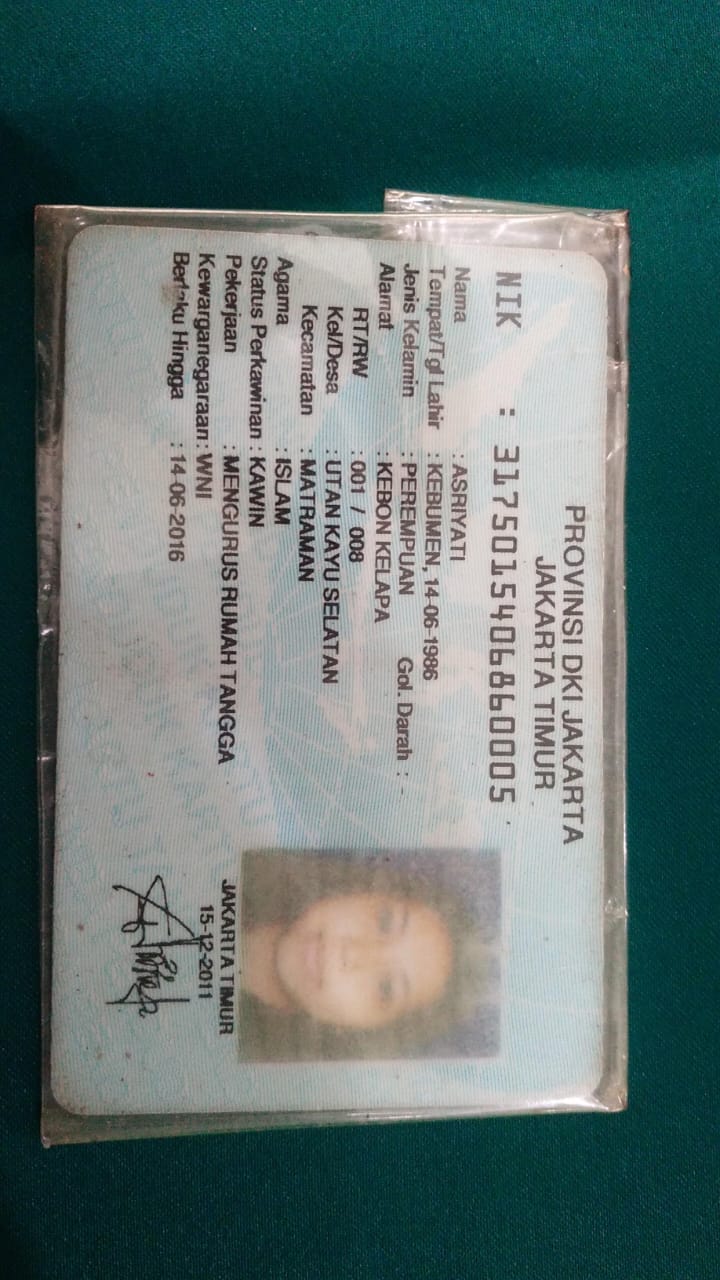 PROVINSI DKI JAKARTA
JAKARTA TIMUR
NIK : 3175015406860005
Nama : ASRIYATI
Tempat/Tgl Lahir : KEBUMEN, 14-06-1986
Jenis Kelamin : PEREMPUAN Gol. Darah : -
Alamat : KEBON KELAPA
RT/RW : 001 / 008
Kel/Desa : UTAN KAYU SELATAN
Kecamatan : MATRAMAN
Agama : ISLAM
Status Perkawinan : KAWIN
Pekerjaan : MENGURUS RUMAH TANGGA
Kewarganegaraan : WNI
Berlaku Hingga : 14-06-2016
JAKARTA TIMUR
15-12-2011